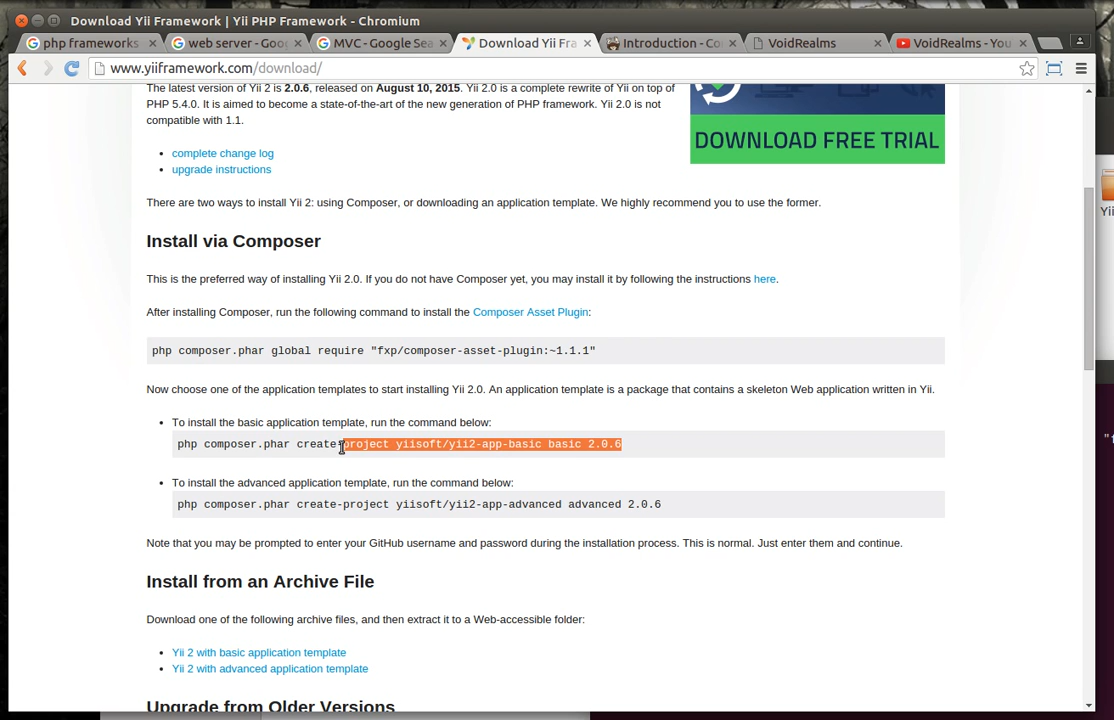 Download Yii Framework | Yii PHP Framework - Chromium
php frameworks
web server - Goo
MVC - Google Sea
Download Yii Fra
Introduction - Co
VoidRealms
VoidRealms - You
www.yiiframework.com/download/
The latest version of Yii 2 is 2.0.6, released on August 10, 2015. Yii 2.0 is a complete rewrite of Yii on top of
PHP 5.4.0. It is aimed to become a state-of-the-art of the new generation of PHP framework. Yii 2.0 is not
compatible with 1.1.
DOWNLOAD FREE TRIAL
complete change log
upgrade instructions
Yii
There are two ways to install Yii 2: using Composer, or downloading an application template. We highly recommend you to use the former.
Install via Composer
This is the preferred way of installing Yii 2.0. If you do not have Composer yet, you may install it by following the instructions here.
After installing Composer, run the following command to install the Composer Asset Plugin:
php composer.phar global require "fxp/composer-asset-plugin:~1.1.1"
Now choose one of the application templates to start installing Yii 2.0. An application template is a package that contains a skeleton Web application written in Yii.
To install the basic application template, run the command below:
php composer.phar create-project yiisoft/yii2-app-basic basic 2.0.6
To install the advanced application template, run the command below:
php composer.phar create-project yiisoft/yii2-app-advanced advanced 2.0.6
Note that you may be prompted to enter your GitHub username and password during the installation process. This is normal. Just enter them and continue.
Install from an Archive File
Download one of the following archive files, and then extract it to a Web-accessible folder:
Yii 2 with basic application template
Yii 2 with advanced application template
Upgrade from Older Versions